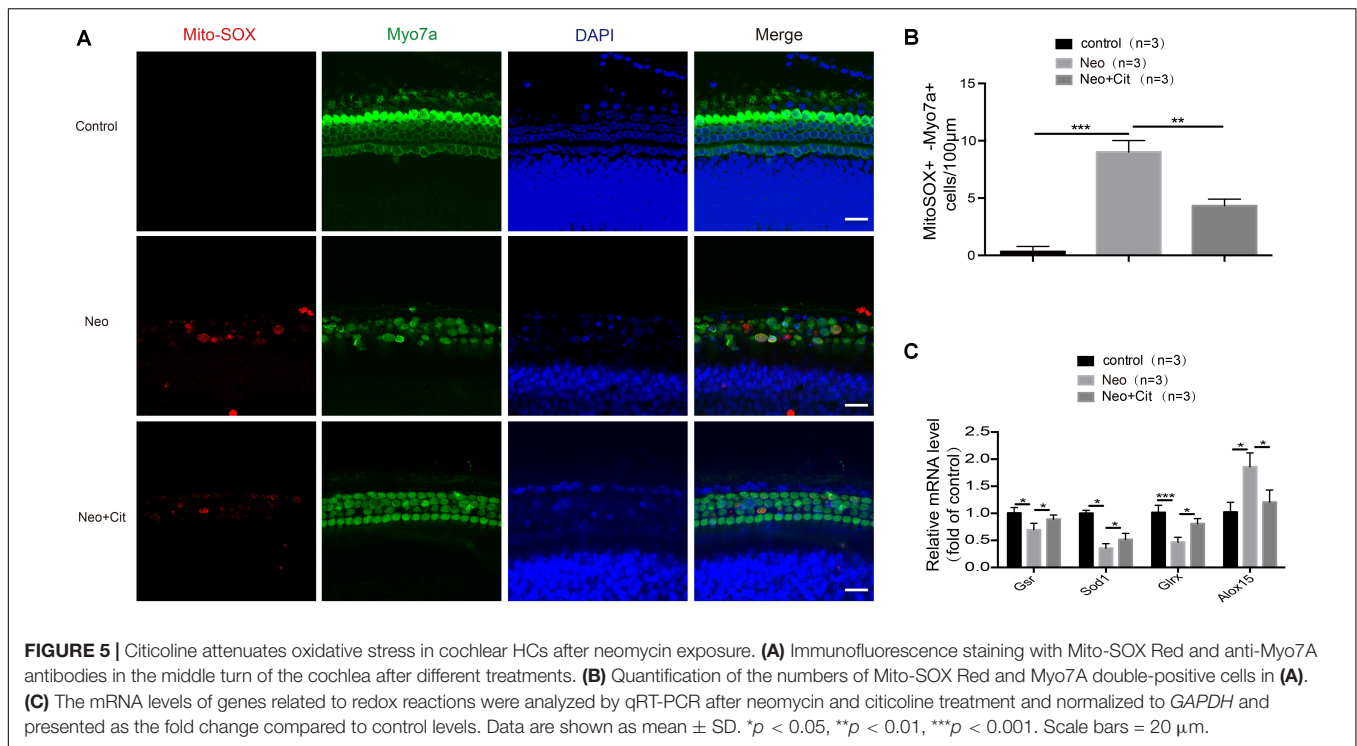 A
Mito-SOX Myo7a DAPI Merge
Control
Neo
Neo+Cit
B
control (n=3)
Neo (n=3)
Neo+Cit (n=3)
MitoSOX+ -Myo7a+
cells/100μm
15
10
5
0
*** **
C
control (n=3)
Neo (n=3)
Neo+Cit (n=3)
Relative mRNA level
(fold of control)
2.5
2.0
1.5
1.0
0.5
0.0
* * * * *** * * *
Gsr Sod1 Glrx Alox15
FIGURE 5 | Citicoline attenuates oxidative stress in cochlear HCs after neomycin exposure. (A) Immunofluorescence staining with Mito-SOX Red and anti-Myo7A
antibodies in the middle turn of the cochlea after different treatments. (B) Quantification of the numbers of Mito-SOX Red and Myo7A double-positive cells in (A).
(C) The mRNA levels of genes related to redox reactions were analyzed by qRT-PCR after neomycin and citicoline treatment and normalized to GAPDH and
presented as the fold change compared to control levels. Data are shown as mean ± SD. *p < 0.05, **p < 0.01, ***p < 0.001. Scale bars = 20 μm.